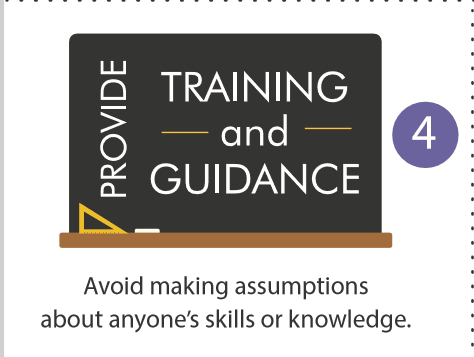 PROVIDE
TRAINING
and
GUIDANCE
4
Avoid making assumptions
about anyone’s skills or knowledge.